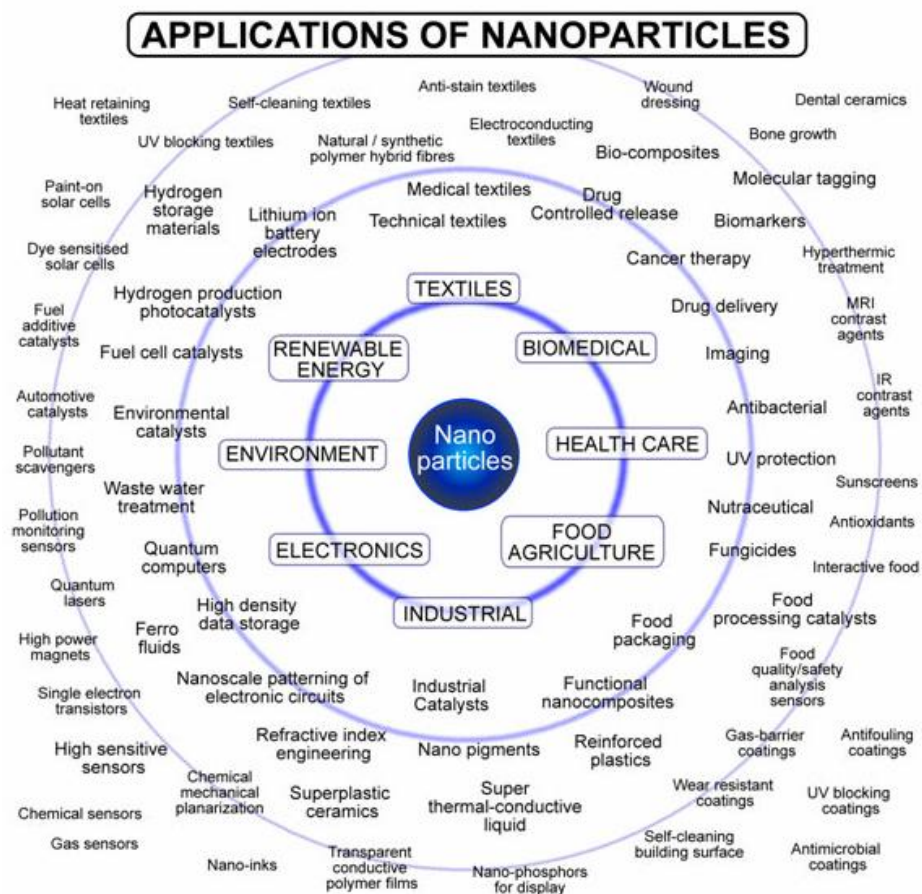 APPLICATIONS OF NANOPARTICLES
Anti-stain textiles
Wound
dressing
Heat retaining
textiles
Self-cleaning textiles
Dental ceramics
UV blocking textiles
Natural / synthetic
polymer hybrid fibres
Electroconducting
textiles
Bone growth
Bio-composites
Paint-on
solar cells
Hydrogen
storage
materials
Lithium ion
battery
electrodes
Medical textiles
Technical textiles
Drug
Controlled release
Molecular tagging
Biomarkers
Dye sensitised
solar cells
Cancer therapy
Hyperthermic
treatment
Hydrogen production
photocatalysts
TEXTILES
Drug delivery
MRI
contrast
agents
Fuel
additive
catalysts
Fuel cell catalysts
RENEWABLE
ENERGY
BIOMEDICAL
Imaging
IR
contrast
agents
Automotive
catalysts
Environmental
catalysts
Antibacterial
Pollutant
scavengers
ENVIRONMENT
Nano
particles
HEALTH CARE
UV protection
Sunscreens
Waste water
treatment
Nutraceutical
Pollution
monitoring
sensors
Antioxidants
Quantum
computers
ELECTRONICS
FOOD
AGRICULTURE
Fungicides
Interactive food
Quantum
lasers
High density
data storage
INDUSTRIAL
Food
processing catalysts
High power
magnets
Ferro
fluids
Food
packaging
Food
quality/safety
analysis
sensors
Single electron
transistors
Nanoscale patterning of
electronic circuits
Industrial
Catalysts
Functional
nanocomposites
High sensitive
sensors
Refractive index
engineering
Nano pigments
Reinforced
plastics
Gas-barrier
coatings
Antifouling
coatings
Chemical
mechanical
planarization
Superplastic
ceramics
Super
thermal-conductive
liquid
Wear resistant
coatings
UV blocking
coatings
Chemical sensors
Gas sensors
Nano-inks
Transparent
conductive
polymer films
Nano-phosphors
for display
Self-cleaning
building surface
Antimicrobial
coatings